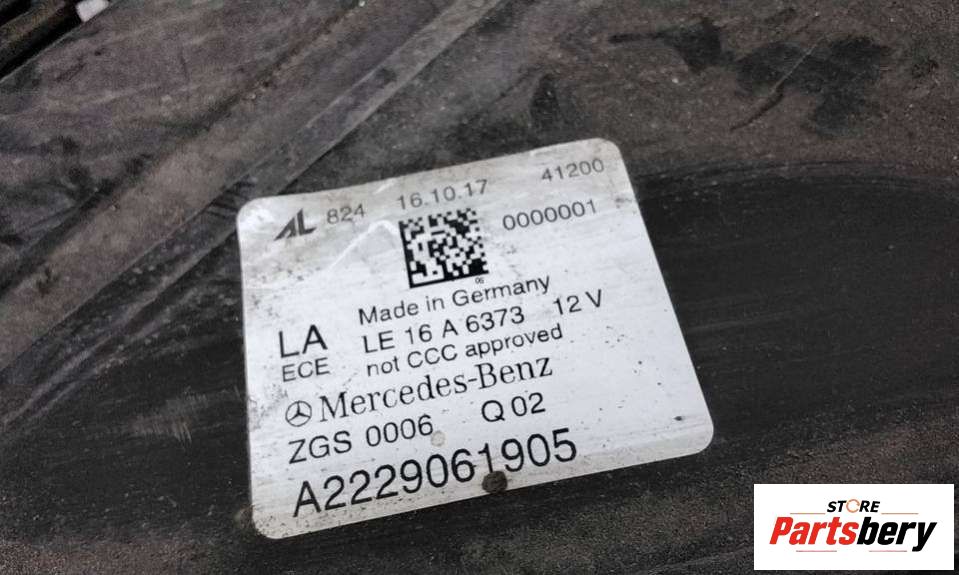 AL 824 16.10.17 41200
0000001
06
Made in Germany
LA LE 16 A 6373 12 V
ECE not CCC approved
Mercedes-Benz
ZGS 0006 Q 02
A2229061905
STORE
Partsbery